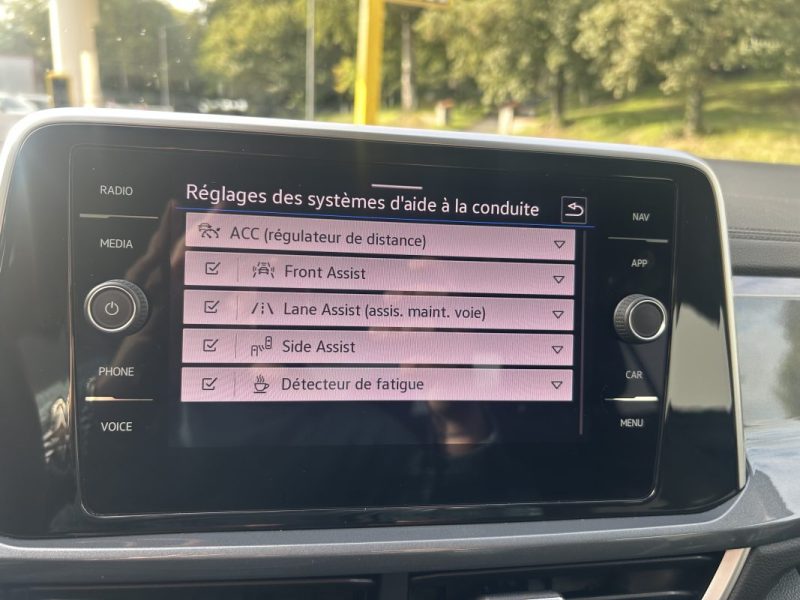 RADIO
MEDIA
PHONE
VOICE
Réglages des systèmes d'aide à la conduite
ACC (régulateur de distance)
Front Assist
Lane Assist (assis. maint. voie)
Side Assist
Détecteur de fatigue
NAV
APP
CAR
MENU